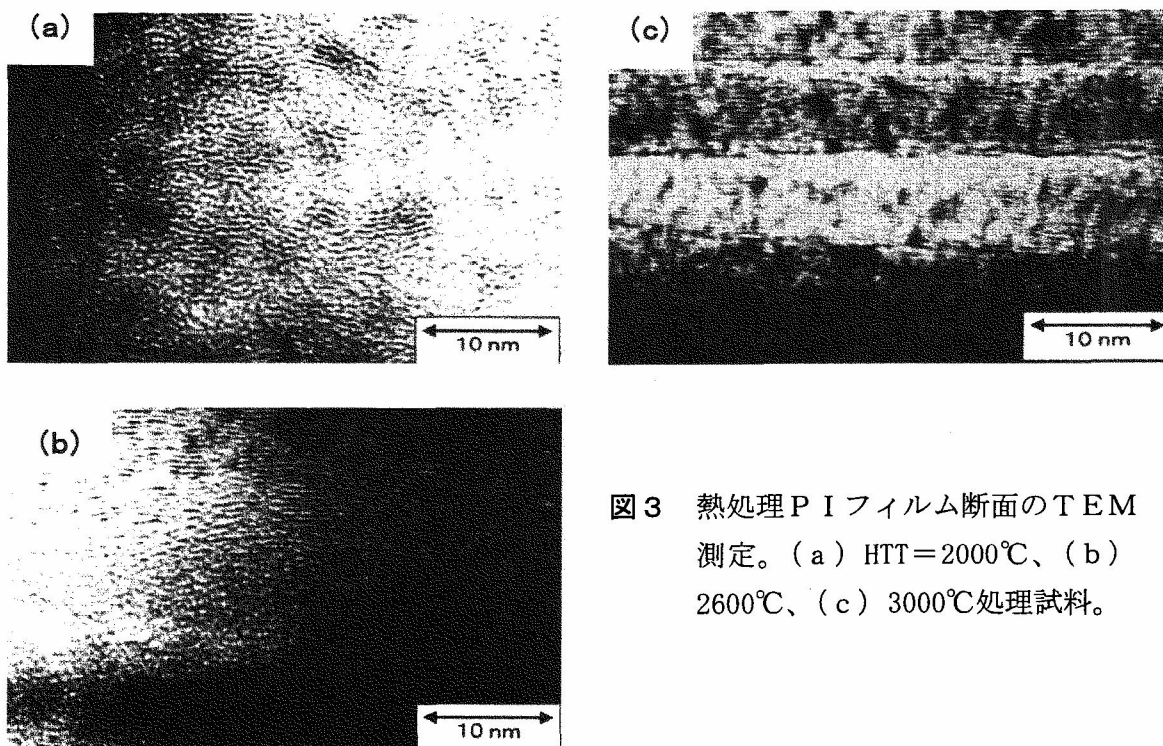 (a)
10 nm
(c)
10 nm
(b)
10 nm
図3 熱処理PIフィルム断面のTEM
測定。(a) HTT=2000℃、(b)
2600℃、(c) 3000℃処理試料。